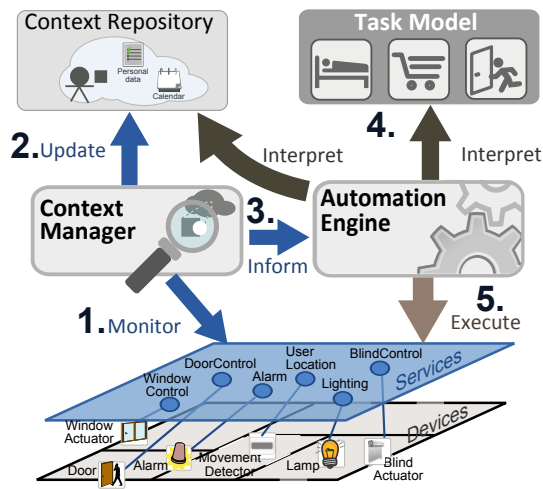 Context Repository
Personal
data
Calendar
Task Model
2.Update
Interpret
4.
Interpret
Context
Manager
3.
Inform
Automation
Engine
1.Monitor
5.
Execute
DoorControl
User
Location
BlindControl
Window
Control
Alarm
Lighting
Services
Window
Actuator
Devices
Door
Alarm
Movement
Detector
Lamp
Blind
Actuator